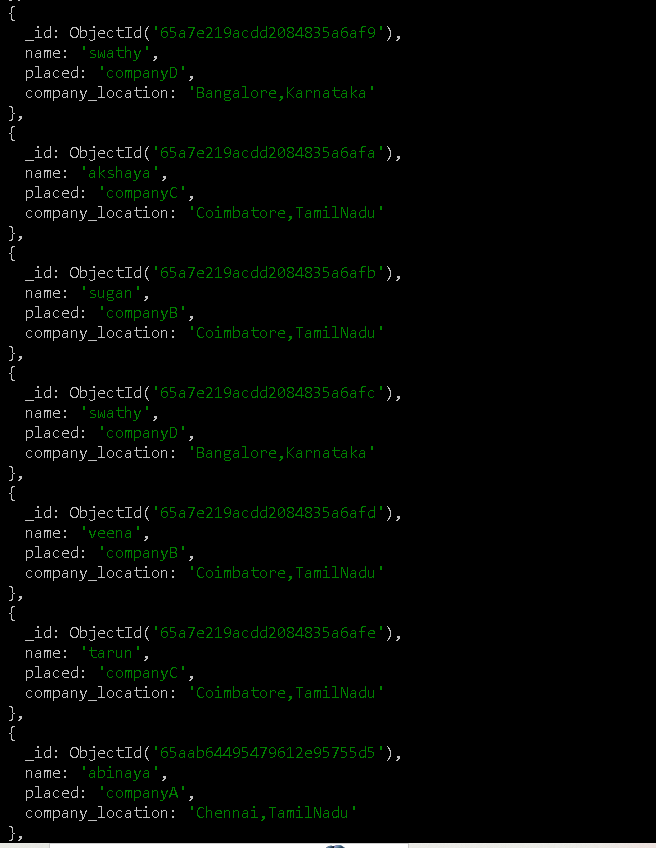 {
_id: ObjectId('65a7e219acdd2084835a6af9'),
name: 'swathy',
placed: 'companyD',
company_location: 'Bangalore,Karnataka'
},
{
_id: ObjectId('65a7e219acdd2084835a6afa'),
name: 'akshaya',
placed: 'companyC',
company_location: 'Coimbatore,TamilNadu'
},
{
_id: ObjectId('65a7e219acdd2084835a6afb'),
name: 'sugan',
placed: 'companyB',
company_location: 'Coimbatore,TamilNadu'
},
{
_id: ObjectId('65a7e219acdd2084835a6afc'),
name: 'swathy',
placed: 'companyD',
company_location: 'Bangalore,Karnataka'
},
{
_id: ObjectId('65a7e219acdd2084835a6afd'),
name: 'veena',
placed: 'companyB',
company_location: 'Coimbatore,TamilNadu'
},
{
_id: ObjectId('65a7e219acdd2084835a6afe'),
name: 'tarun',
placed: 'companyC',
company_location: 'Coimbatore,TamilNadu'
},
{
_id: ObjectId('65aab64495479612e95755d5'),
name: 'abinaya',
placed: 'companyA',
company_location: 'Chennai,TamilNadu'
},